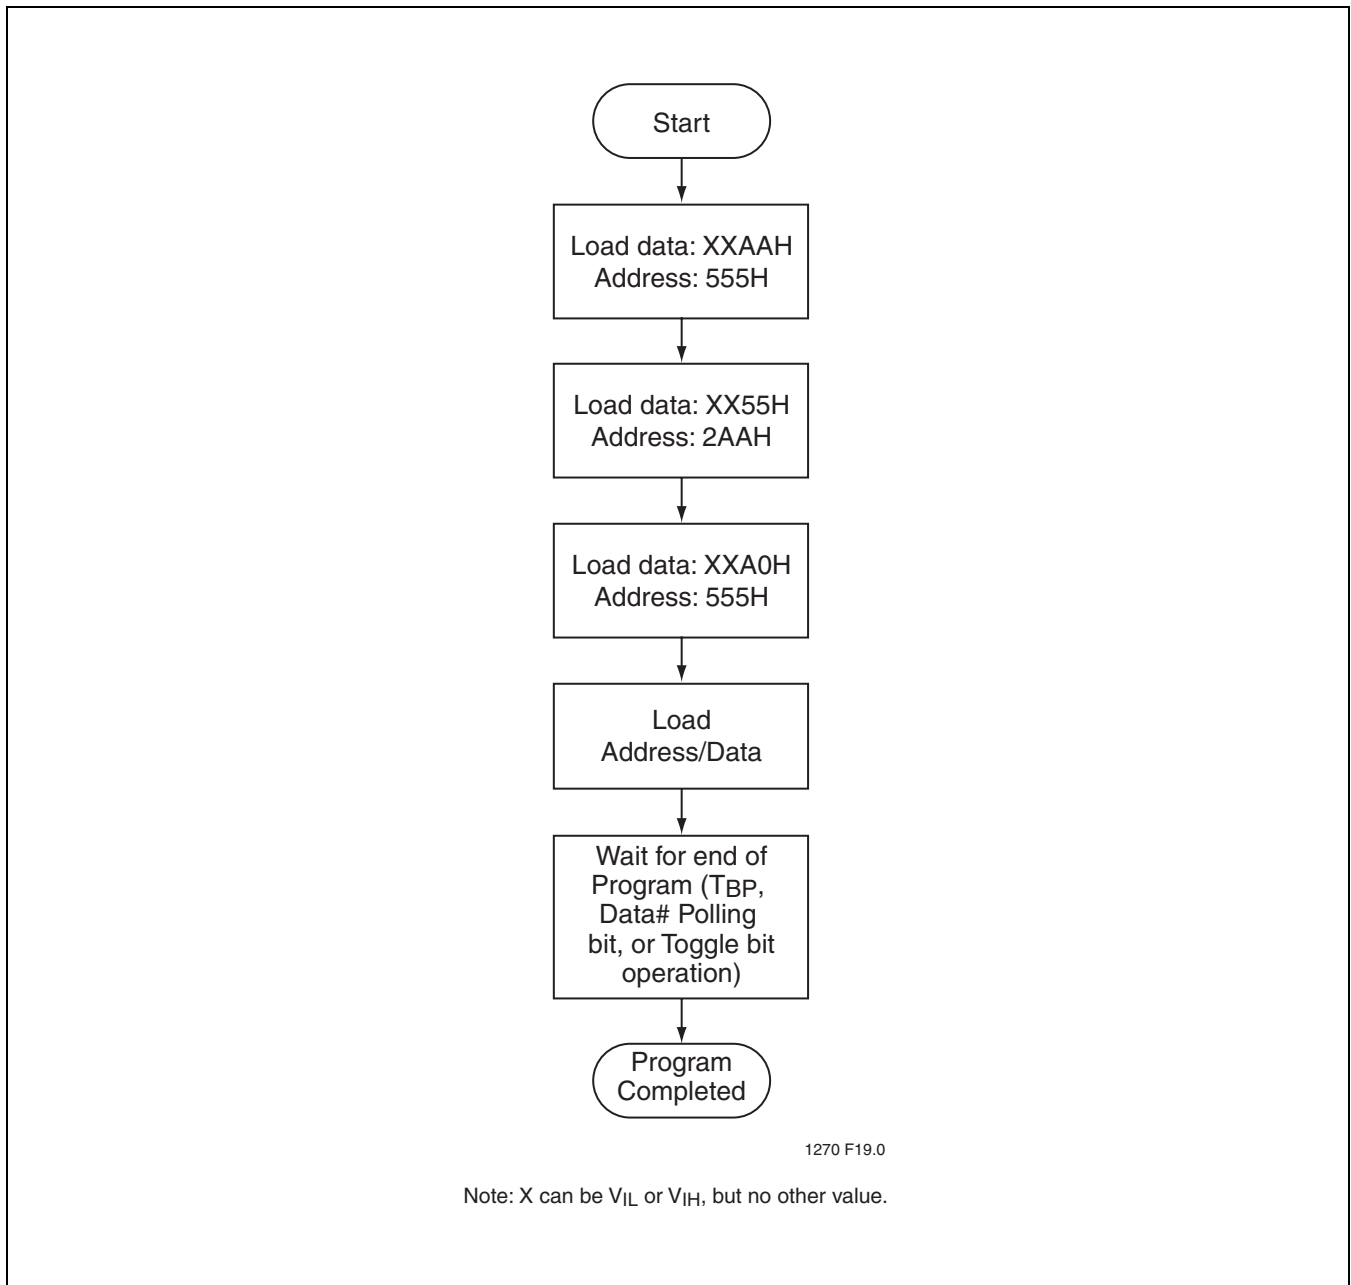 Start
Load data: XXAAH
Address: 555H
Load data: XX55H
Address: 2AAH
Load data: XXA0H
Address: 555H
Load
Address/Data
Wait for end of
Program (TBP,
Data# Polling
bit, or Toggle bit
operation)
Program
Completed
1270 F19.0
Note: X can be VIL or VIH, but no other value.